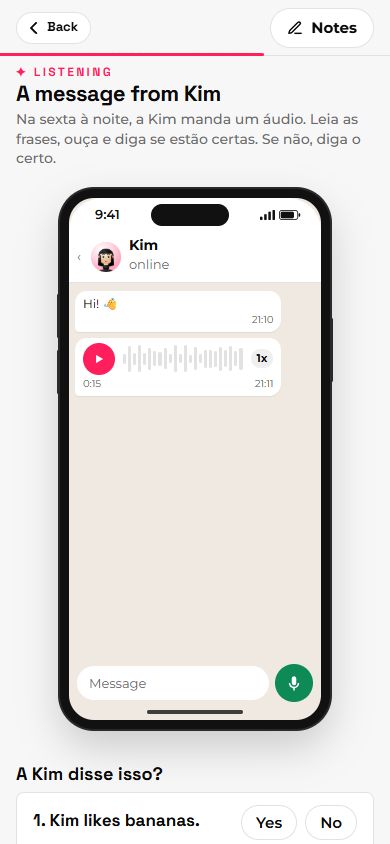 Back
Notes
LISTENING
A message from Kim
Na sexta à noite, a Kim manda um áudio. Leia as
frases, ouça e diga se estão certas. Se não, diga o
certo.
9:41
Kim
online
Hi! 👋
21:10
1x
0:15
21:11
Message
A Kim disse isso?
1. Kim likes bananas.
Yes
No